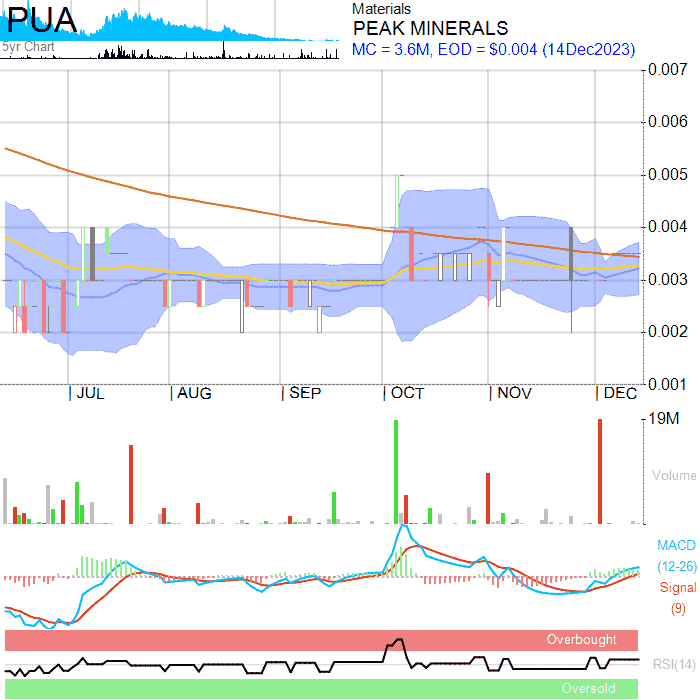 PUA
5yr Chart
Materials
PEAK MINERALS
MC = 3.6M, EOD = $0.004 (14Dec2023)
0.007
0.006
0.005
0.004
0.003
0.002
0.001
JUL AUG SEP OCT NOV DEC
19M
Volume
MACD
(12-26)
Signal
(9)
Overbought
RSI(14)
Oversold